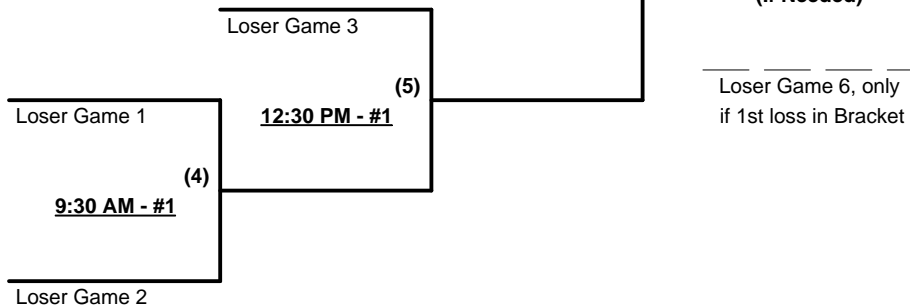 (If Needed)
Loser Game 3
(5)
12:30 PM - #1
Loser Game 6, only
if 1st loss in Bracket
Loser Game 1
(4)
9:30 AM - #1
Loser Game 2